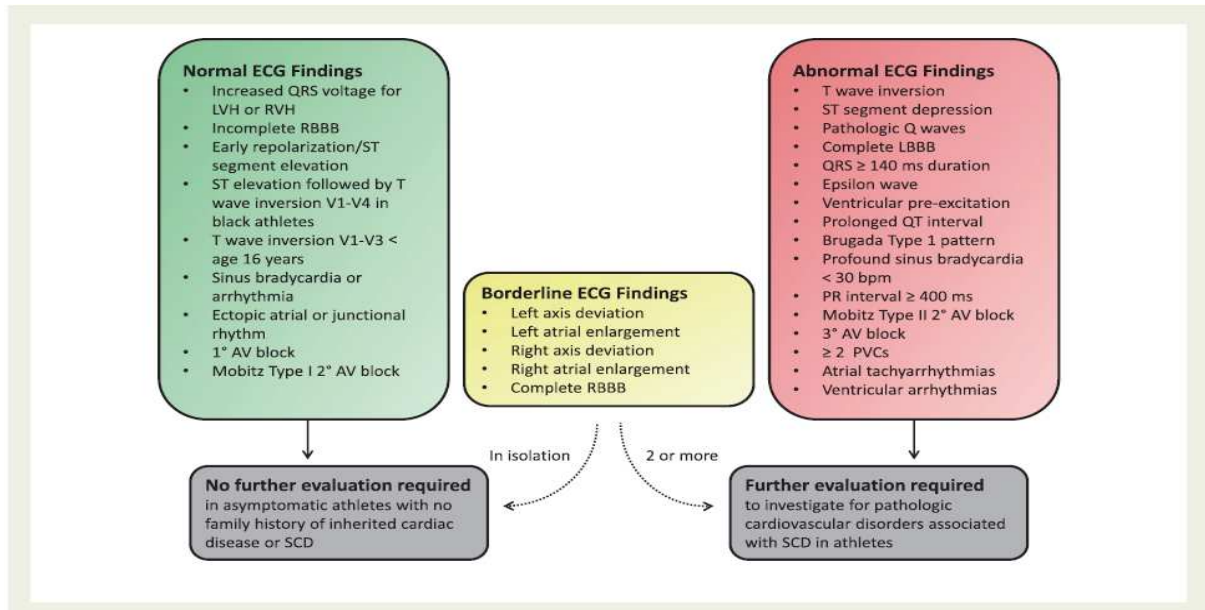 Normal ECG Findings
• Increased QRS voltage for
LVH or RVH
• Incomplete RBBB
• Early repolarization/ST
segment elevation
• ST elevation followed by T
wave inversion V1-V4 in
black athletes
• T wave inversion V1-V3 <
age 16 years
• Sinus bradycardia or
arrhythmia
• Ectopic atrial or junctional
rhythm
• 1° AV block
• Mobitz Type I 2° AV block
Borderline ECG Findings
• Left axis deviation
• Left atrial enlargement
• Right axis deviation
• Right atrial enlargement
• Complete RBBB
Abnormal ECG Findings
• T wave inversion
• ST segment depression
• Pathologic Q waves
• Complete LBBB
• QRS ≥ 140 ms duration
• Epsilon wave
• Ventricular pre-excitation
• Prolonged QT interval
• Brugada Type 1 pattern
• Profound sinus bradycardia
< 30 bpm
• PR interval ≥ 400 ms
• Mobitz Type II 2° AV block
• 3° AV block
• ≥ 2 PVCs
• Atrial tachyarrhythmias
• Ventricular arrhythmias
In isolation
2 or more
No further evaluation required
in asymptomatic athletes with no
family history of inherited cardiac
disease or SCD
Further evaluation required
to investigate for pathologic
cardiovascular disorders associated
with SCD in athletes